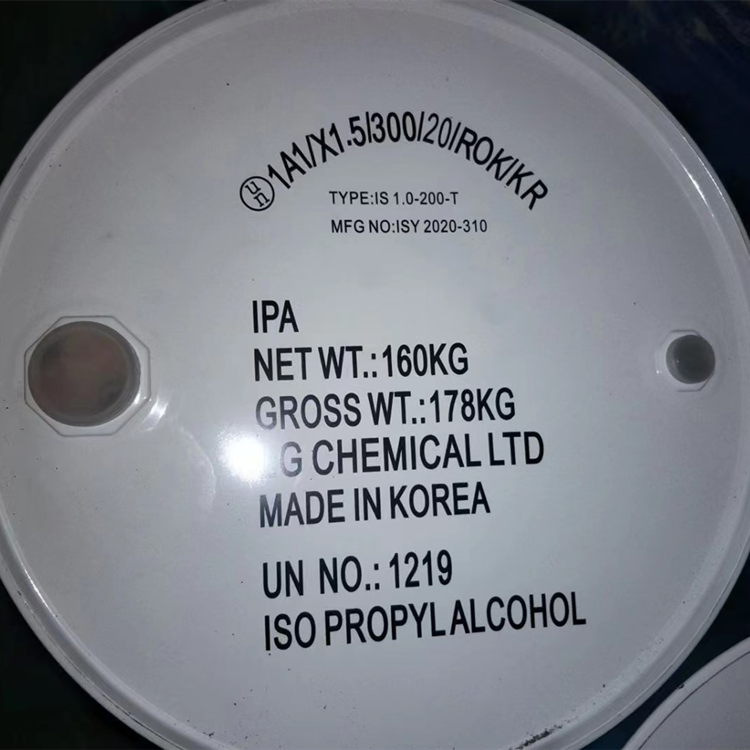 un 1A1/X1.5/300/20/ROK/KR
TYPE:IS 1.0-200-T
MFG NO:ISY 2020-310
IPA
NET WT.:160KG
GROSS WT.:178KG
G CHEMICAL LTD
MADE IN KOREA
UN NO.: 1219
ISO PROPYL ALCOHOL